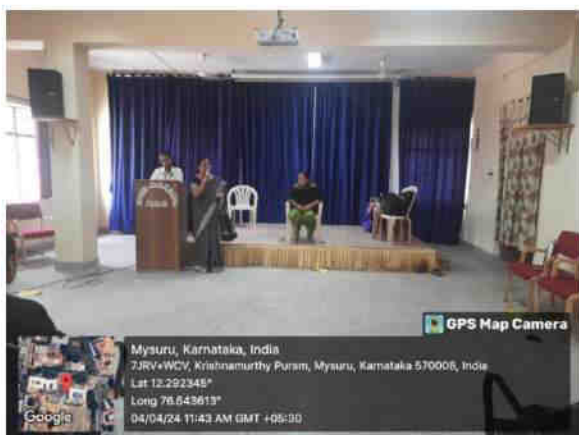 GPS Map Camera
Mysuru, Karnataka, India
7JRV+WCV, Krishnamurthy Puram, Mysuru, Karnataka 570008, India
Lat 12.292345°
Long 76.643613°
04/04/24 11:43 AM GMT +05:30
Google